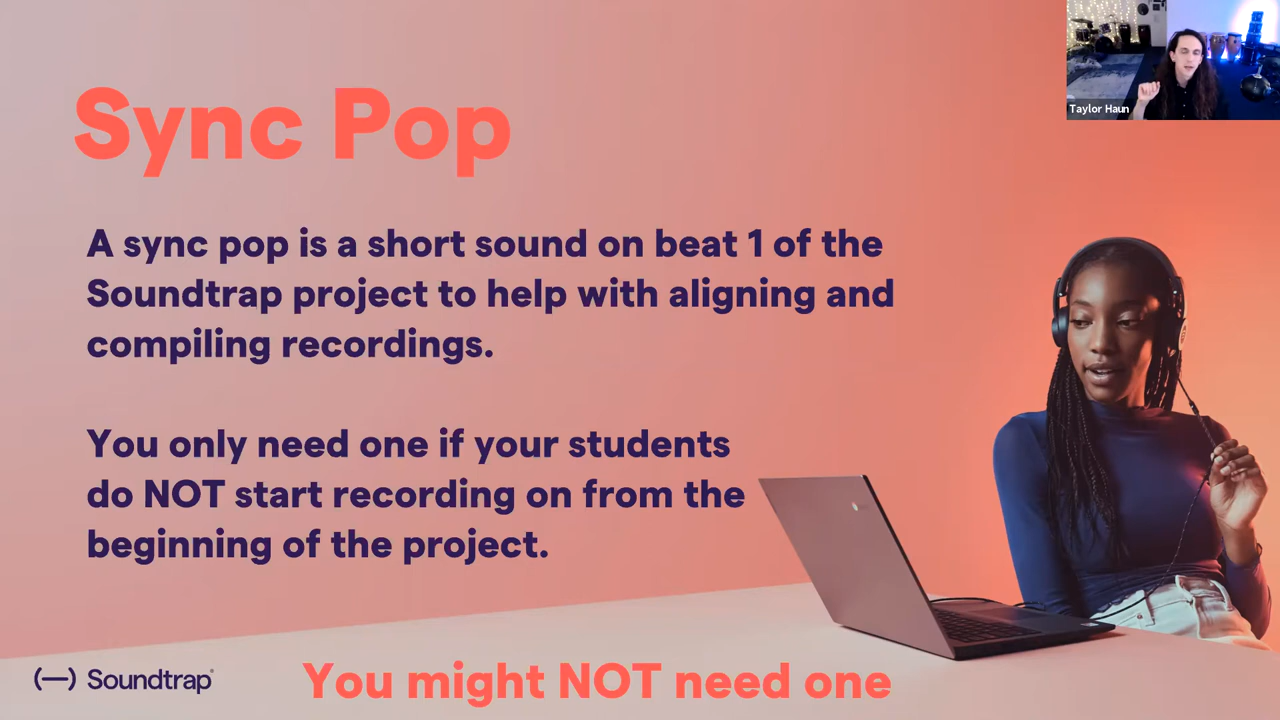 Taylor Haun
Sync Pop
A sync pop is a short sound on beat 1 of the
Soundtrap project to help with aligning and
compiling recordings.
You only need one if your students
do NOT start recording on from the
beginning of the project.
(—) Soundtrap®
You might NOT need one